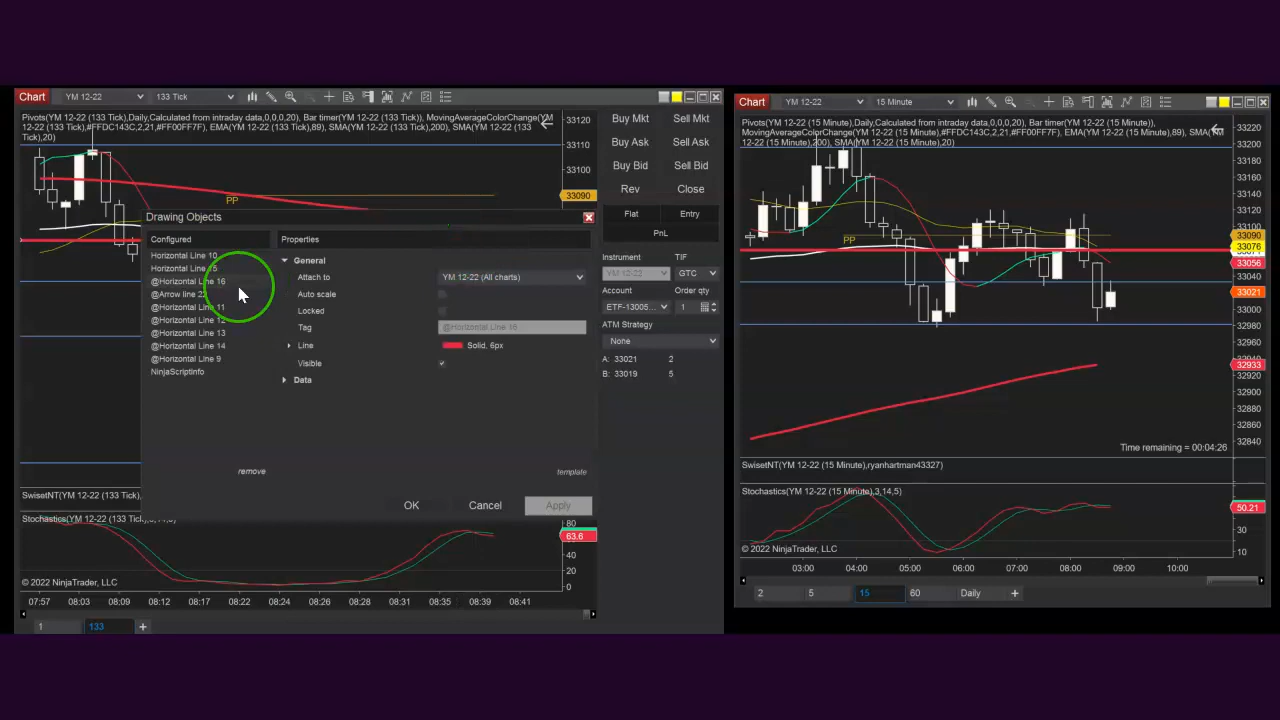 Chart YM 12-22 133 Tick
Pivots(YM 12-22 (133 Tick),Daily,Calculated from intraday data,0,0,0,20), Bar timer(YM 12-22 (133 Tick)),
MovingAverageColorChange(YM 12-22 (133 Tick),#FFDC143C,2,21,#FF00FF7F), EMA(YM 12-22 (133 Tick),89), SMA(YM 12-22 (133 Tick),200), SMA(YM 12-22 (133
Tick),20)
33120
33110
33100
33090
PP
Drawing Objects
Configured
Horizontal Line 10
Horizontal Line 15
@Horizontal Line 16
@Arrow line
@Horizontal Line 11
@Horizontal Line 12
@Horizontal Line 13
@Horizontal Line 14
@Horizontal Line 9
NinjaScriptInfo
remove
Properties
General
Attach to YM 12-22 (All charts)
Auto scale
Locked
Tag @Horizontal Line 16
Line Solid, 6px
Visible
Data
template
OK Cancel Apply
SwisetNT(YM 12-22 (133 Tick),
Stochastics(YM 12-22 (133 Tick),3,14,5)
80
63.6
40
20
0
© 2022 NinjaTrader, LLC
07:57 08:03 08:09 08:12 08:17 08:22 08:24 08:28 08:31 08:35 08:39 08:41
1 133 +
Buy Mkt Sell Mkt
Buy Ask Sell Ask
Buy Bid Sell Bid
Rev Close
Flat Entry
PnL
Instrument TIF
YM 12-22 GTC
Account Order qty
ETF-13005... 1
ATM Strategy
None
A: 33021 2
B: 33019 5
Chart YM 12-22 15 Minute
Pivots(YM 12-22 (15 Minute),Daily,Calculated from intraday data,0,0,0,20), Bar timer(YM 12-22 (15 Minute)),
MovingAverageColorChange(YM 12-22 (15 Minute),#FFDC143C,2,21,#FF00FF7F), EMA(YM 12-22 (15 Minute),89), SMA(YM
12-22 (15 Minute),200), SMA(YM 12-22 (15 Minute),20)
33220
33200
33180
33160
33140
33120
33100
33090
33076
33056
33021
33000
32980
32960
32933
32920
32900
32880
32860
32840
PP
Time remaining = 00:04:26
SwisetNT(YM 12-22 (15 Minute),ryanhartman43327)
Stochastics(YM 12-22 (15 Minute),3,14,5)
50.21
30
10
© 2022 NinjaTrader, LLC
03:00 04:00 05:00 06:00 07:00 08:00 09:00 10:00
2 5 15 60 Daily +